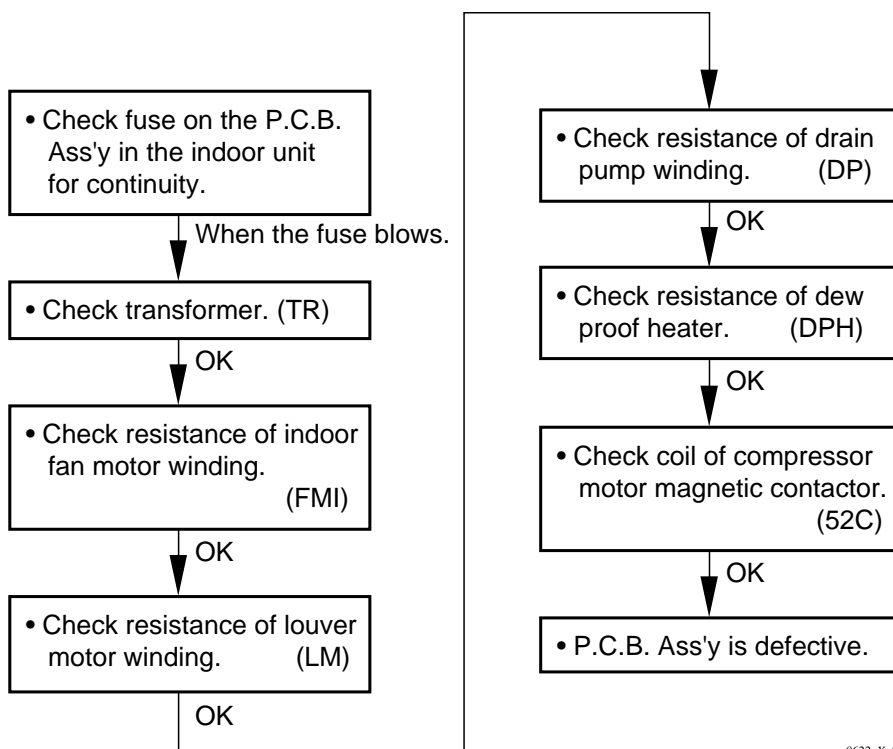 • Check fuse on the P.C.B.
Ass'y in the indoor unit
for continuity.
When the fuse blows.
• Check transformer. (TR)
OK
• Check resistance of indoor
fan motor winding.
(FMI)
OK
• Check resistance of louver
motor winding. (LM)
OK
• Check resistance of drain
pump winding. (DP)
OK
• Check resistance of dew
proof heater. (DPH)
OK
• Check coil of compressor
motor magnetic contactor.
(52C)
OK
• P.C.B. Ass'y is defective.